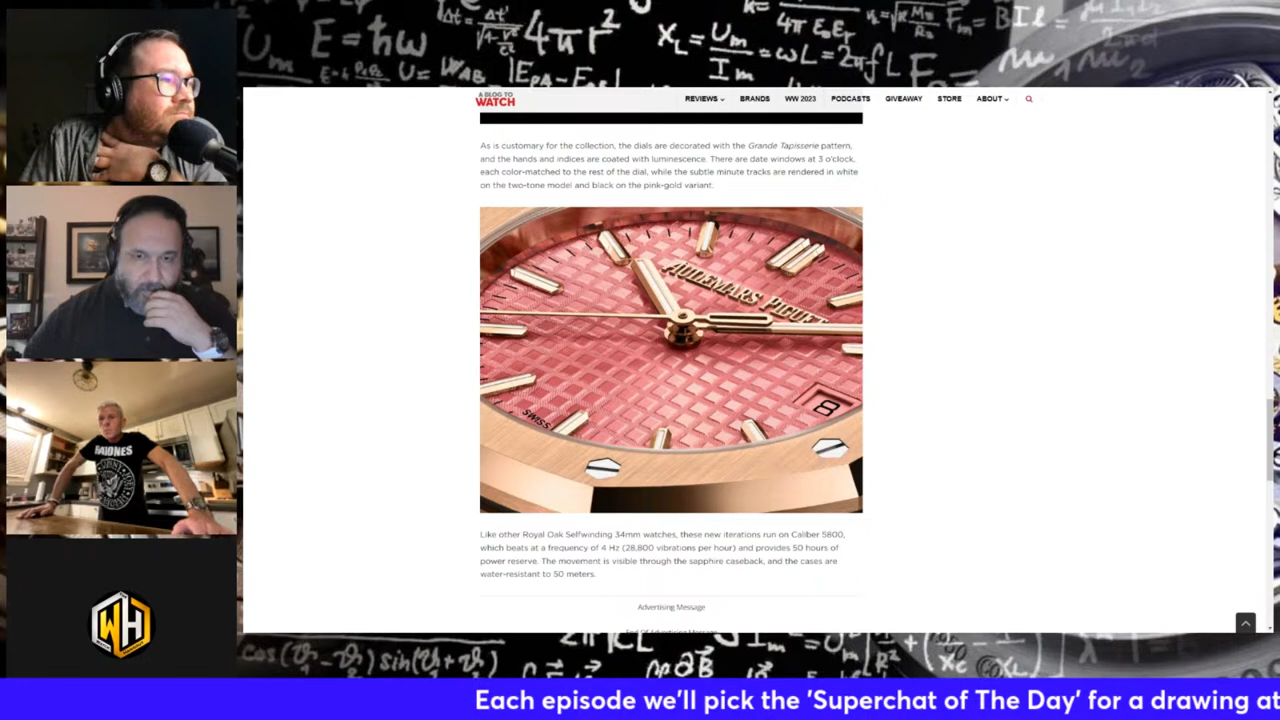 RAMONES
WH
A BLOG TO
WATCH
REVIEWS
BRANDS
WW 2023
PODCASTS
GIVEAWAY
STORE
ABOUT
As is customary for the collection, the dials are decorated with the Grande Tapisserie pattern,
and the hands and indices are coated with luminescence. There are date windows at 3 o'clock,
each color-matched to the rest of the dial, while the subtle minute tracks are rendered in white
on the two-tone model and black on the pink-gold variant.
AUDEMARS PIGUET
8
SWISS
Like other Royal Oak Selfwinding 34mm watches, these new iterations run on Caliber 5800,
which beats at a frequency of 4 Hz (28,800 vibrations per hour) and provides 50 hours of
power reserve. The movement is visible through the sapphire caseback, and the cases are
water-resistant to 50 meters.
Advertising Message
End Of Advertising Message
Each episode we'll pick the 'Superchat of The Day' for a drawing at